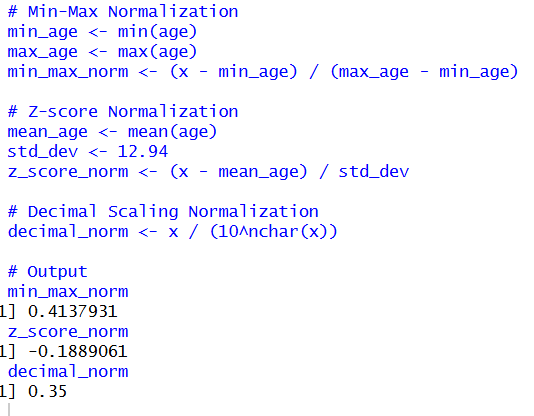 # Min-Max Normalization
min_age <- min(age)
max_age <- max(age)
min_max_norm <- (x - min_age) / (max_age - min_age)
# Z-score Normalization
mean_age <- mean(age)
std_dev <- 12.94
z_score_norm <- (x - mean_age) / std_dev
# Decimal Scaling Normalization
decimal_norm <- x / (10^nchar(x))
# Output
min_max_norm
1] 0.4137931
z_score_norm
1] -0.1889061
decimal_norm
1] 0.35